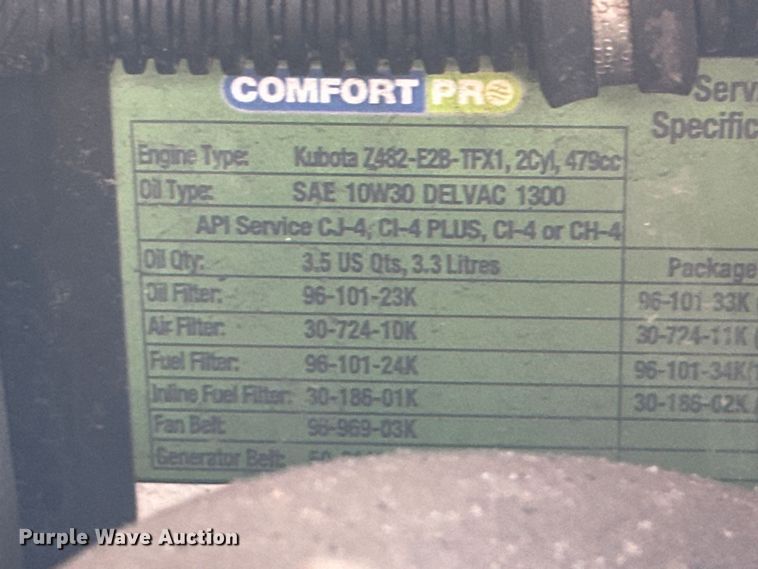 COMFORT PRO
Servi
Specific
Engine Type: Kubota Z482-E2B-TFX1, 2Cyl, 479cc
Oil Type: SAE 10W30 DELVAC 1300
API Service CJ-4, CI-4 PLUS, CI-4 or CH-4
Oil Qty: 3.5 US Qts, 3.3 Litres Package
Oil Filter: 96-101-23K 96-101-33K (
Air Filter: 30-724-10K 30-724-11K (
Fuel Filter: 96-101-24K 96-101-34K(
Inline Fuel Filter: 30-186-01K 30-186-02K
Fan Belt: 96-969-03K
Generator Belt:
Purple Wave Auction